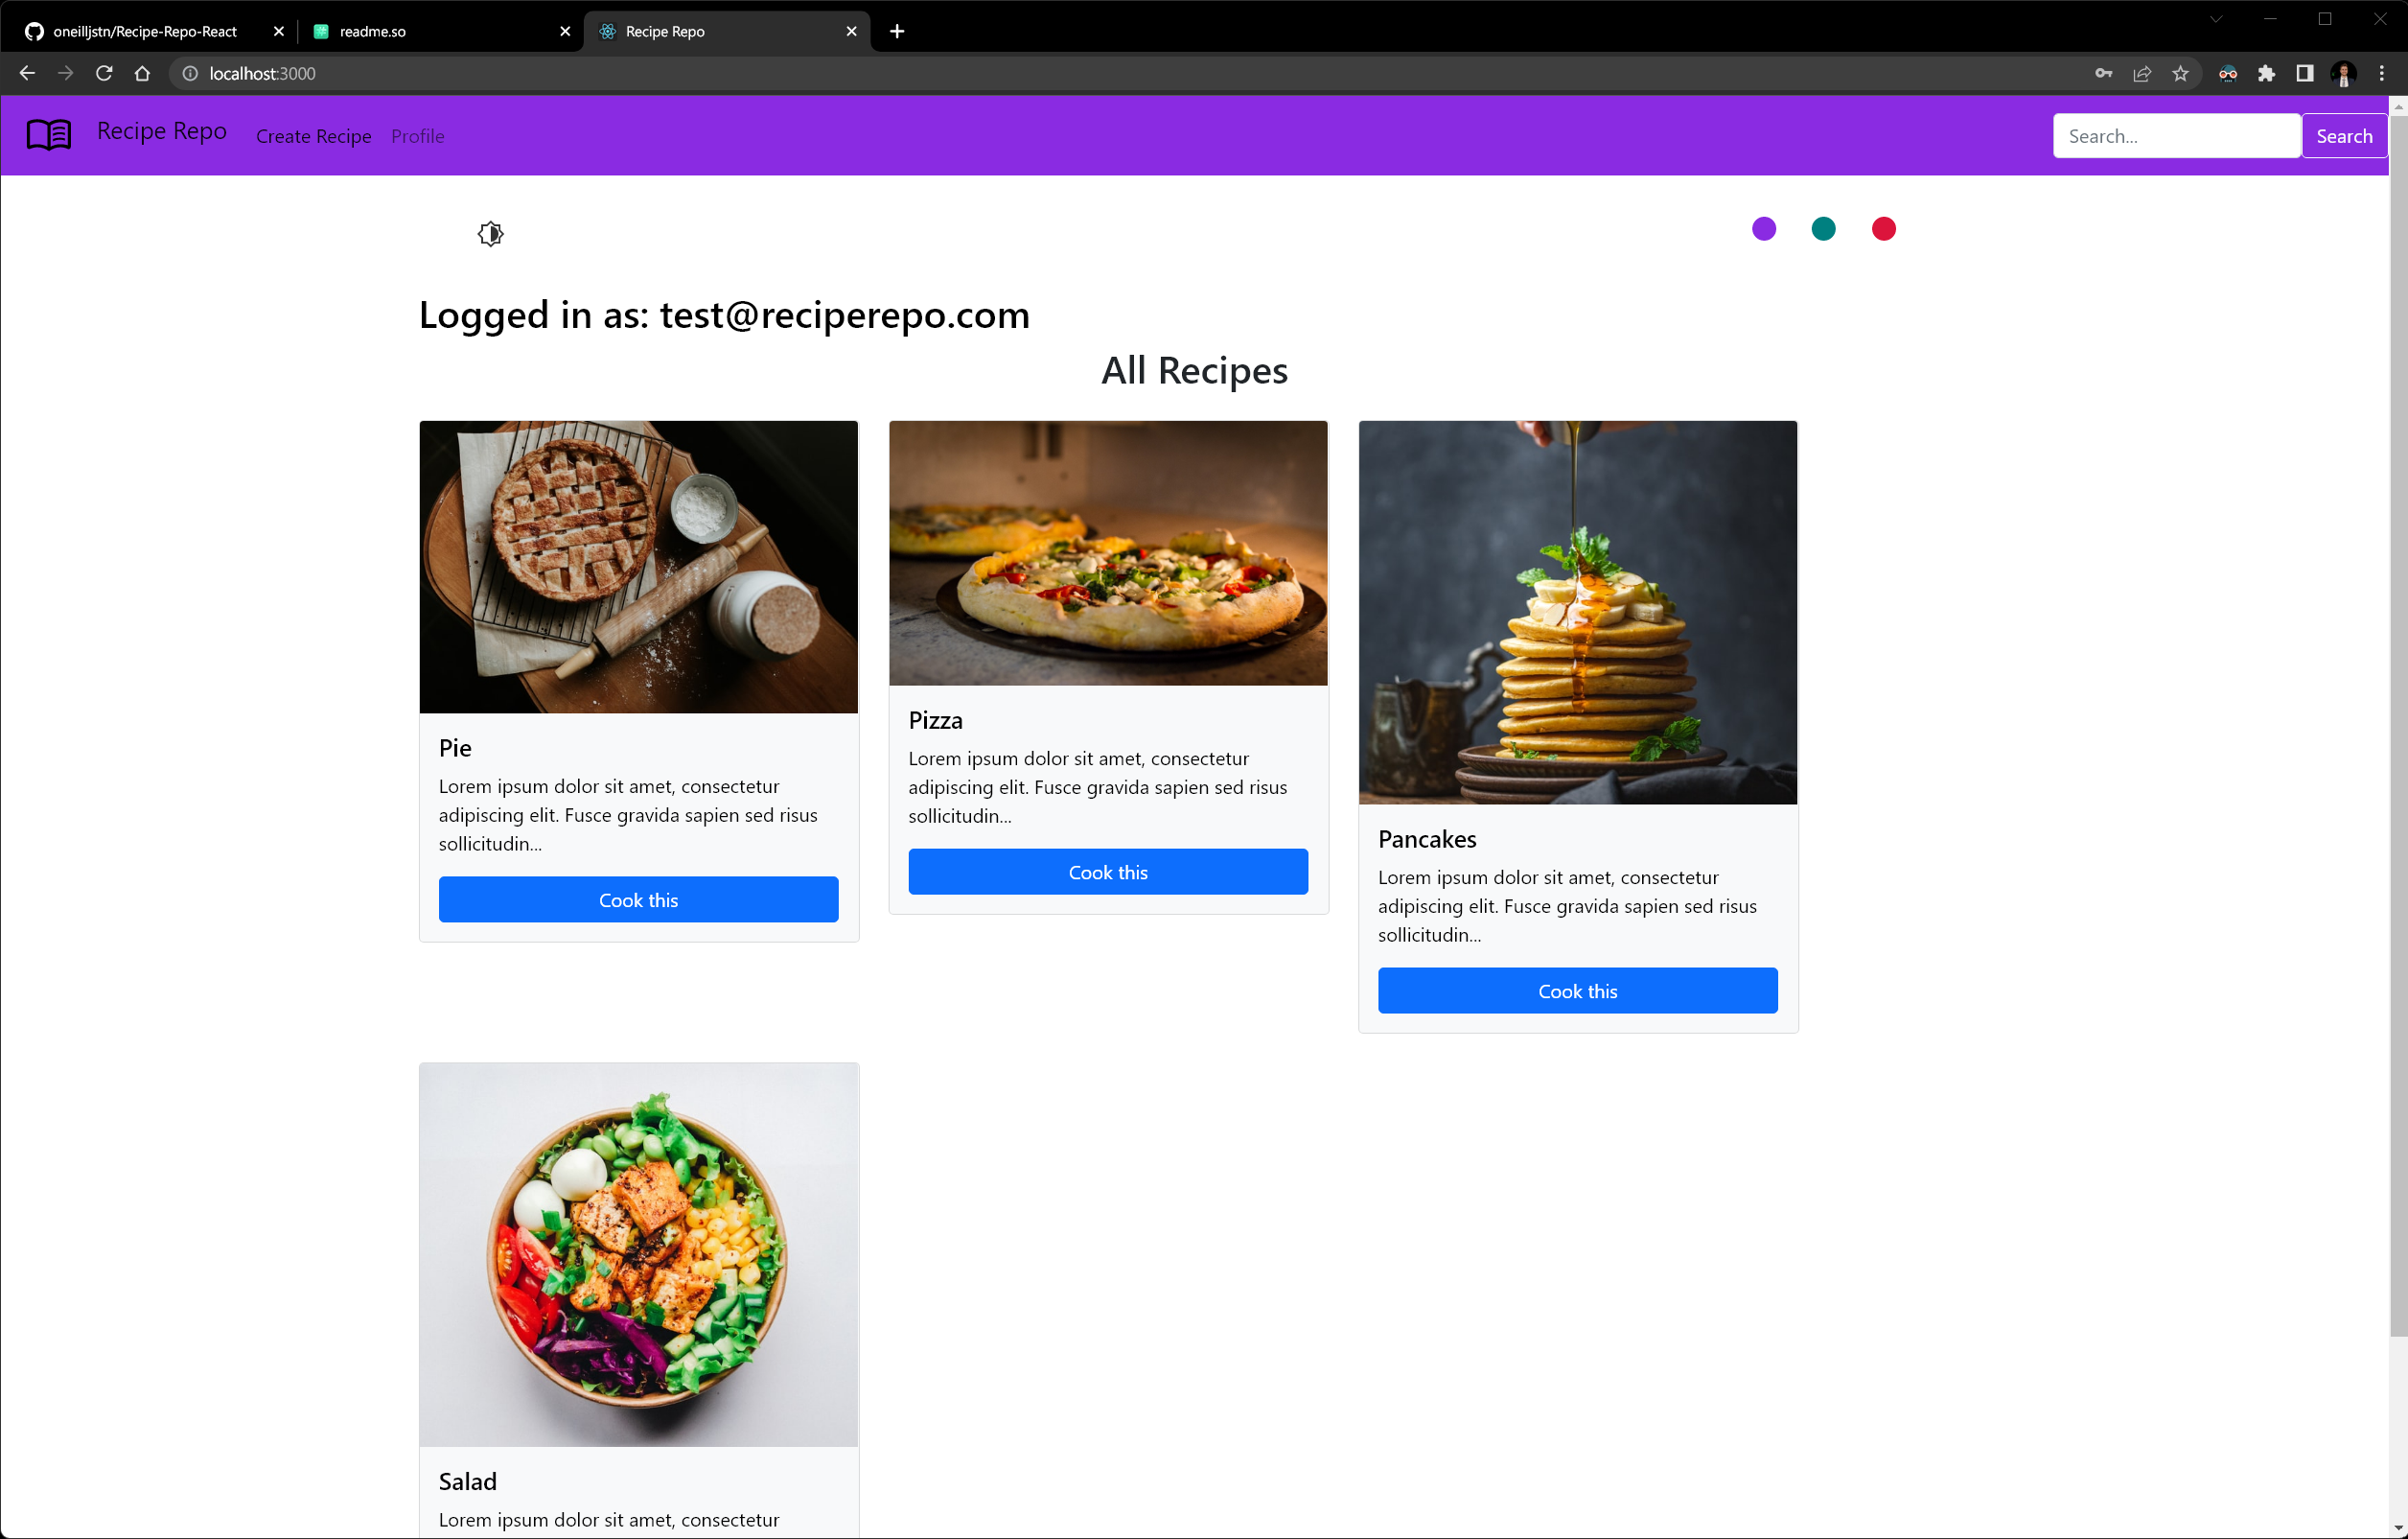 oneilljstn/Recipe-Repo-React
readme.so
Recipe Repo
localhost:3000
Recipe Repo
Create Recipe
Profile
Search...
Search
Logged in as: test@reciperepo.com
All Recipes
Pie
Lorem ipsum dolor sit amet, consectetur
adipiscing elit. Fusce gravida sapien sed risus
sollicitudin...
Cook this
Pizza
Lorem ipsum dolor sit amet, consectetur
adipiscing elit. Fusce gravida sapien sed risus
sollicitudin...
Cook this
Pancakes
Lorem ipsum dolor sit amet, consectetur
adipiscing elit. Fusce gravida sapien sed risus
sollicitudin...
Cook this
Salad
Lorem ipsum dolor sit amet, consectetur